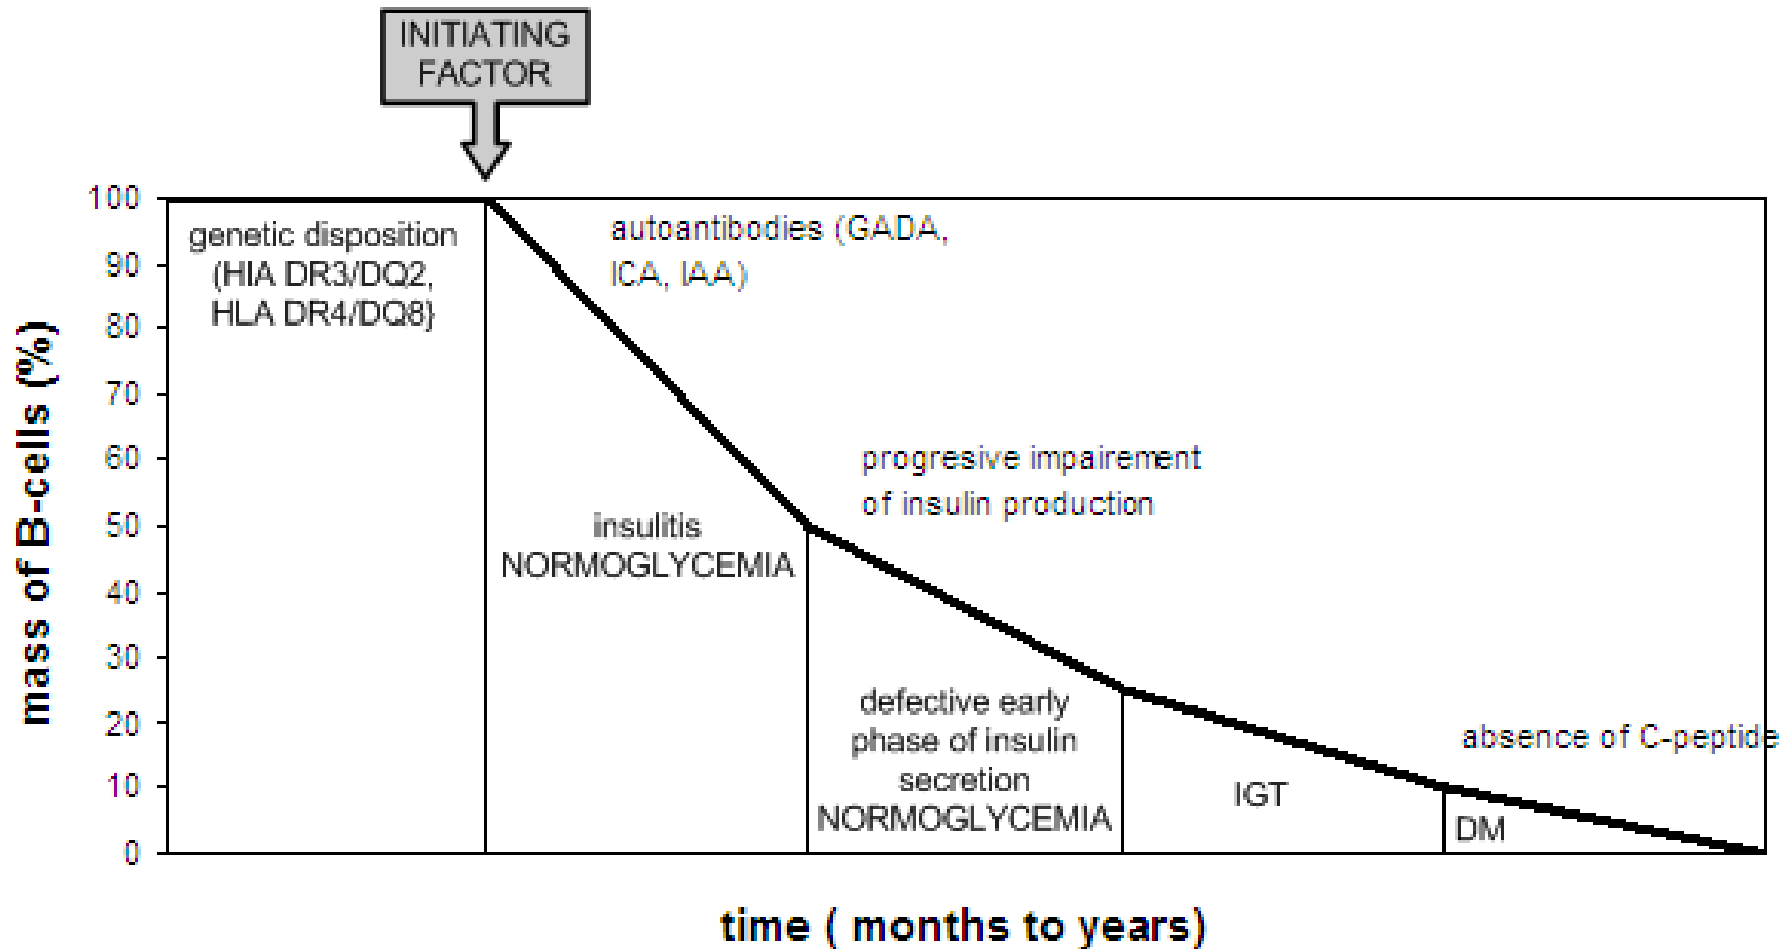 INITIATING
FACTOR
100
90
80
70
60
50
40
30
20
10
0
mass of B-cells (%)
genetic disposition
(HIA DR3/DQ2,
HLA DR4/DQ8}
autoantibodies (GADA,
ICA, IAA)
insulitis
NORMOGLYCEMIA
progresive impairement
of insulin production
defective early
phase of insulin
secretion
NORMOGLYCEMIA
IGT
absence of C-peptide
DM
time ( months to years)